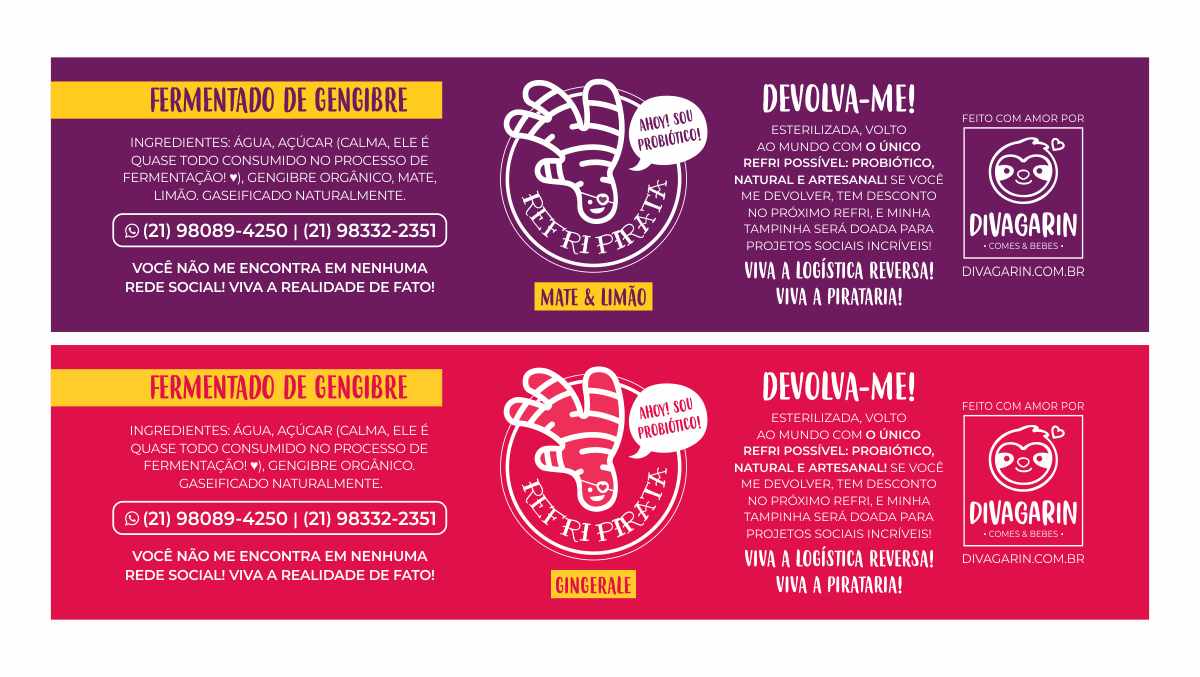 FERMENTADO DE GENGIBRE
INGREDIENTES: ÁGUA, AÇÚCAR (CALMA, ELE É
QUASE TODO CONSUMIDO NO PROCESSO DE
FERMENTAÇÃO! ♥), GENGIBRE ORGÂNICO, MATE,
LIMÃO. GASEIFICADO NATURALMENTE.
(21) 98089-4250 | (21) 98332-2351
VOCÊ NÃO ME ENCONTRA EM NENHUMA
REDE SOCIAL! VIVA A REALIDADE DE FATO!
AHOY! SOU
PROBIÓTICO!
REFRI PIRATA
MATE & LIMÃO
DEVOLVA-ME!
ESTERILIZADA, VOLTO
AO MUNDO COM O ÚNICO
REFRI POSSÍVEL: PROBIÓTICO,
NATURAL E ARTESANAL! SE VOCÊ
ME DEVOLVER, TEM DESCONTO
NO PRÓXIMO REFRI, E MINHA
TAMPINHA SERÁ DOADA PARA
PROJETOS SOCIAIS INCRÍVEIS!
VIVA A LOGÍSTICA REVERSA!
VIVA A PIRATARIA!
FEITO COM AMOR POR
DIVAGARIN
• COMES & BEBES •
DIVAGARIN.COM.BR
FERMENTADO DE GENGIBRE
INGREDIENTES: ÁGUA, AÇÚCAR (CALMA, ELE É
QUASE TODO CONSUMIDO NO PROCESSO DE
FERMENTAÇÃO! ♥), GENGIBRE ORGÂNICO.
GASEIFICADO NATURALMENTE.
(21) 98089-4250 | (21) 98332-2351
VOCÊ NÃO ME ENCONTRA EM NENHUMA
REDE SOCIAL! VIVA A REALIDADE DE FATO!
AHOY! SOU
PROBIÓTICO!
REFRI PIRATA
GINGERALE
DEVOLVA-ME!
ESTERILIZADA, VOLTO
AO MUNDO COM O ÚNICO
REFRI POSSÍVEL: PROBIÓTICO,
NATURAL E ARTESANAL! SE VOCÊ
ME DEVOLVER, TEM DESCONTO
NO PRÓXIMO REFRI, E MINHA
TAMPINHA SERÁ DOADA PARA
PROJETOS SOCIAIS INCRÍVEIS!
VIVA A LOGÍSTICA REVERSA!
VIVA A PIRATARIA!
FEITO COM AMOR POR
DIVAGARIN
• COMES & BEBES •
DIVAGARIN.COM.BR